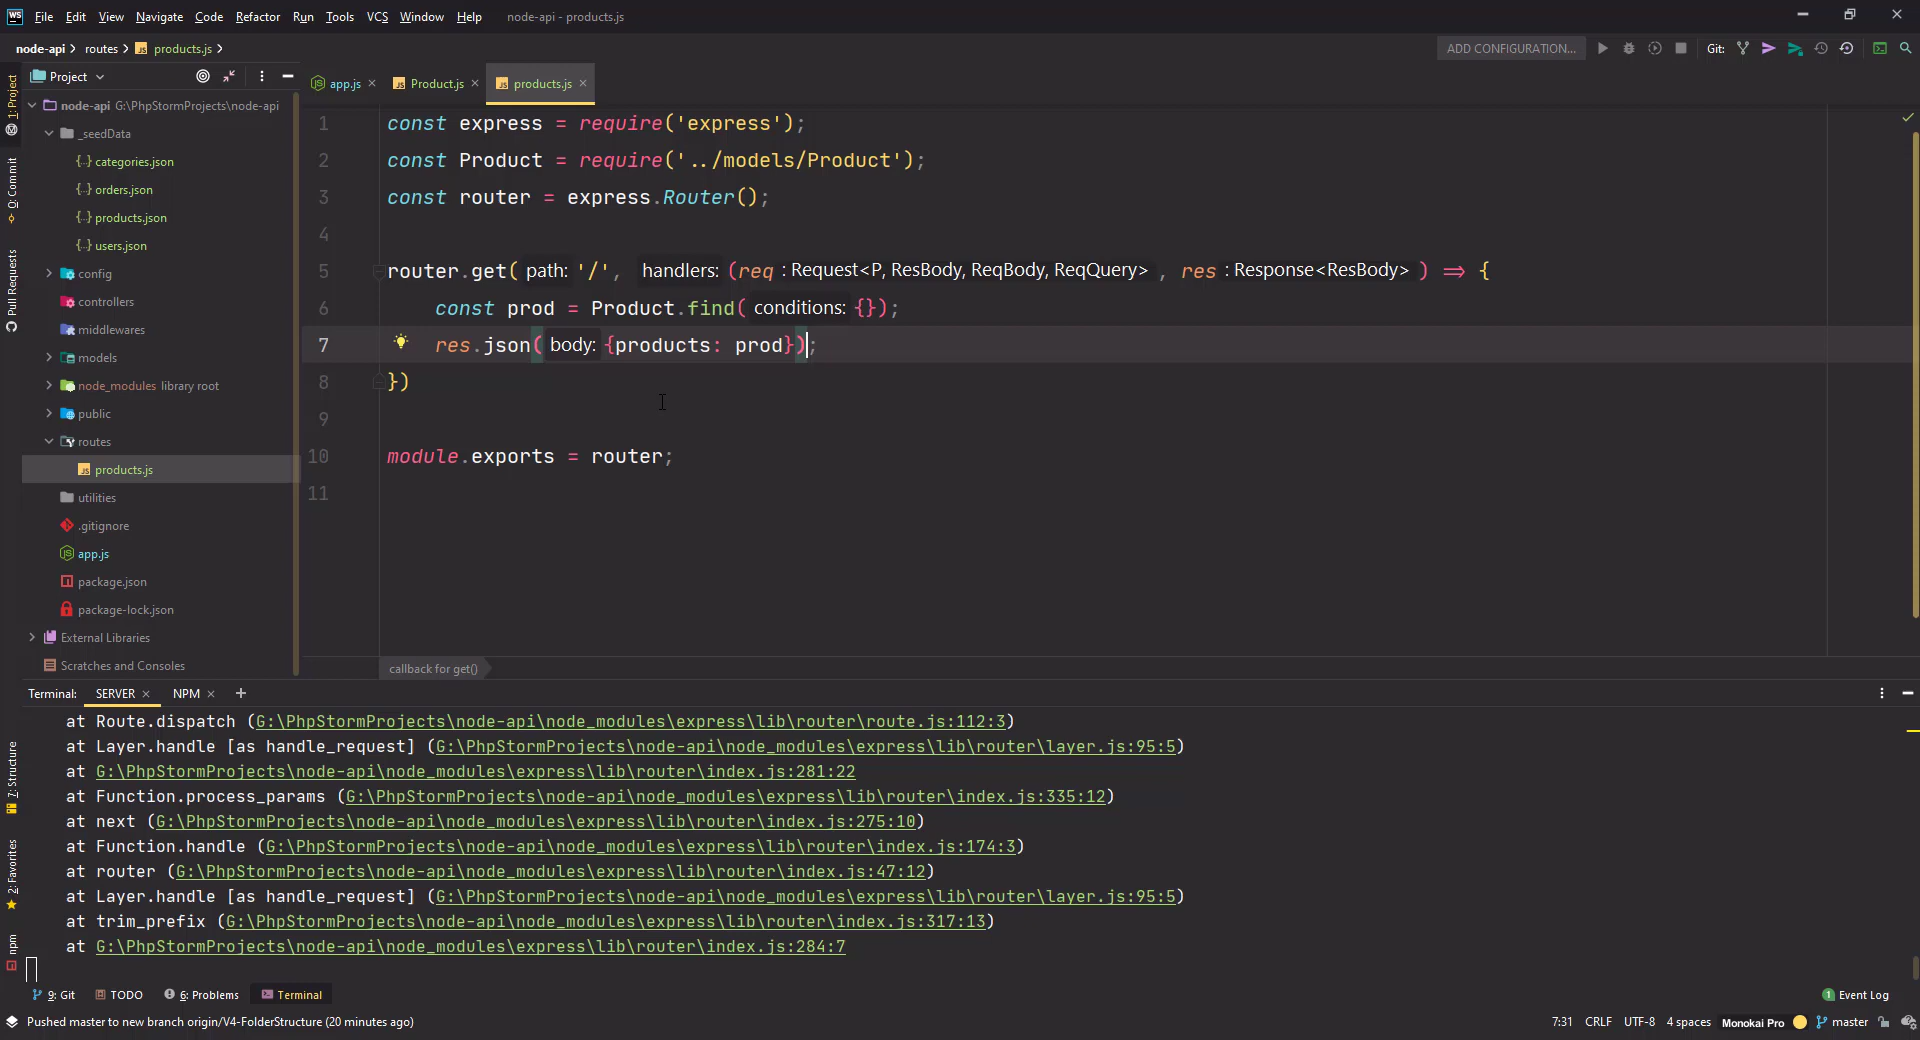 WS File Edit View Navigate Code Refactor Run Tools VCS Window Help node-api - products.js
node-api routes products.js ADD CONFIGURATION... Git:
Project app.js Product.js products.js
1: Project
0: Commit
Pull Requests
7: Structure
2: Favorites
npm
node-api G:\PhpStormProjects\node-api
_seedData
categories.json
orders.json
products.json
users.json
config
controllers
middlewares
models
node_modules library root
public
routes
products.js
utilities
.gitignore
app.js
package.json
package-lock.json
External Libraries
Scratches and Consoles
1 const express = require('express');
2 const Product = require('../models/Product');
3 const router = express.Router();
4
5 router.get( path: '/', handlers: (req : Request<P, ResBody, ReqBody, ReqQuery> , res : Response<ResBody> ) => {
6 const prod = Product.find( conditions: {});
7 res.json( body: {products: prod});
8 })
9
10 module.exports = router;
11
callback for get()
Terminal: SERVER NPM
at Route.dispatch (G:\PhpStormProjects\node-api\node_modules\express\lib\router\route.js:112:3)
at Layer.handle [as handle_request] (G:\PhpStormProjects\node-api\node_modules\express\lib\router\layer.js:95:5)
at G:\PhpStormProjects\node-api\node_modules\express\lib\router\index.js:281:22
at Function.process_params (G:\PhpStormProjects\node-api\node_modules\express\lib\router\index.js:335:12)
at next (G:\PhpStormProjects\node-api\node_modules\express\lib\router\index.js:275:10)
at Function.handle (G:\PhpStormProjects\node-api\node_modules\express\lib\router\index.js:174:3)
at router (G:\PhpStormProjects\node-api\node_modules\express\lib\router\index.js:47:12)
at Layer.handle [as handle_request] (G:\PhpStormProjects\node-api\node_modules\express\lib\router\layer.js:95:5)
at trim_prefix (G:\PhpStormProjects\node-api\node_modules\express\lib\router\index.js:317:13)
at G:\PhpStormProjects\node-api\node_modules\express\lib\router\index.js:284:7
9: Git TODO 6: Problems Terminal 1 Event Log
Pushed master to new branch origin/V4-FolderStructure (20 minutes ago) 7:31 CRLF UTF-8 4 spaces Monokai Pro master